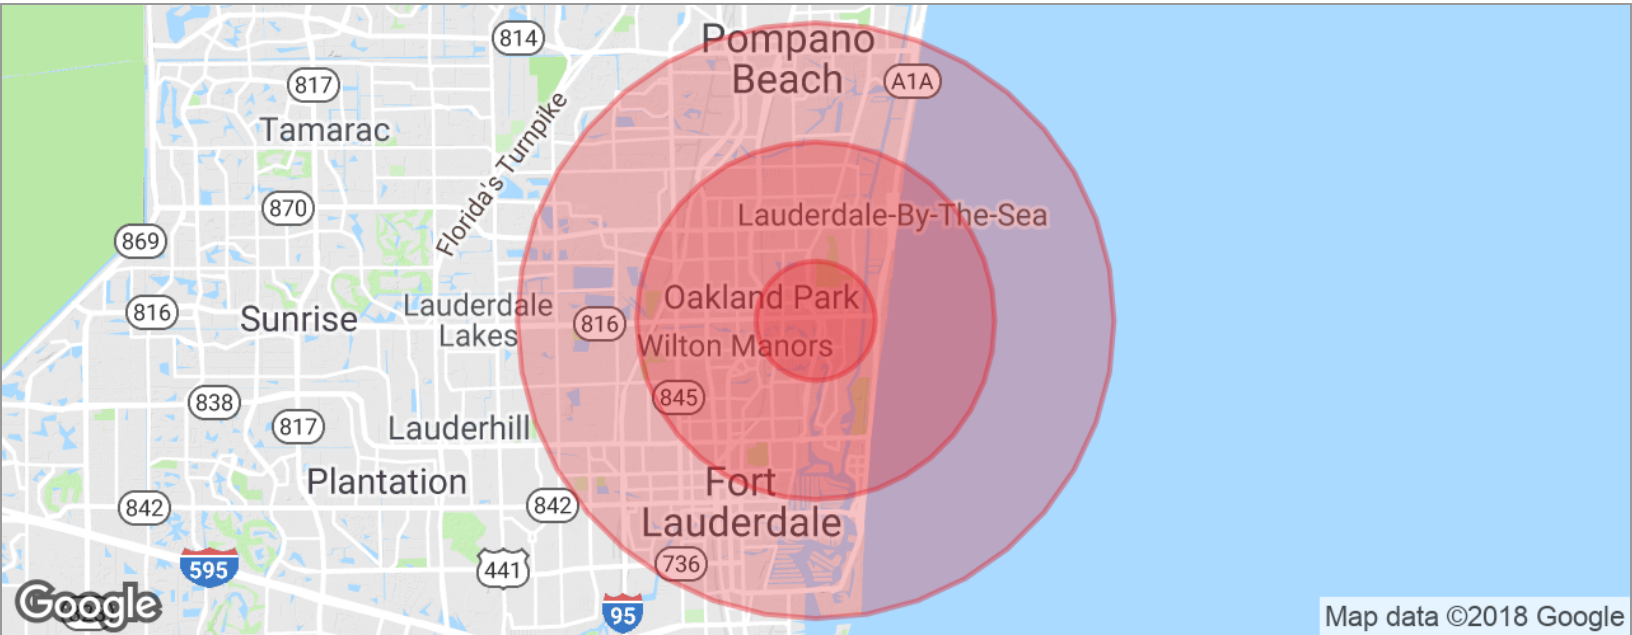 Pompano
Beach
814
A1A
817
Tamarac
Florida's Turnpike
870
Lauderdale-By-The-Sea
869
Oakland Park
Lauderdale
Lakes
816
Sunrise
816
Wilton Manors
845
838
817
Lauderhill
Plantation
Fort
Lauderdale
842
842
736
595
441
95
Google
Map data ©2018 Google